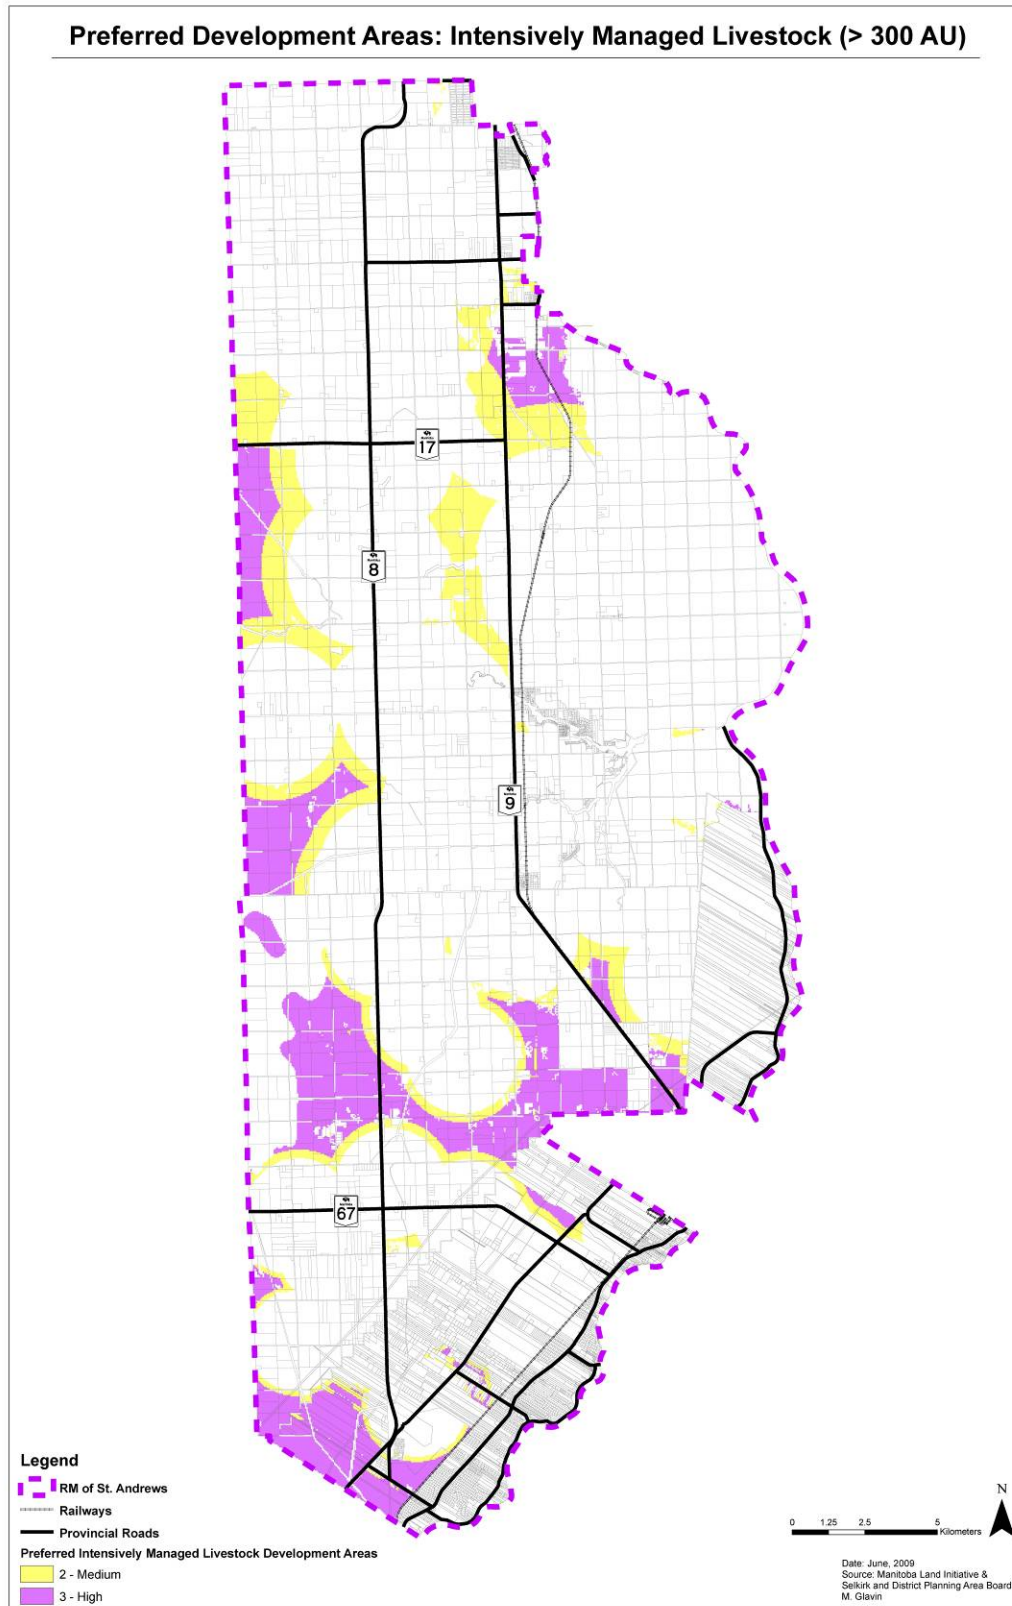 Preferred Development Areas: Intensively Managed Livestock (> 300 AU)
17
8
9
67
Legend
RM of St. Andrews
Railways
Provincial Roads
Preferred Intensively Managed Livestock Development Areas
2 - Medium
3 - High
N
0 1.25 2.5 5
Kilometers
Date: June, 2009
Source: Manitoba Land Initiative &
Selkirk and District Planning Area Board
M. Glavin